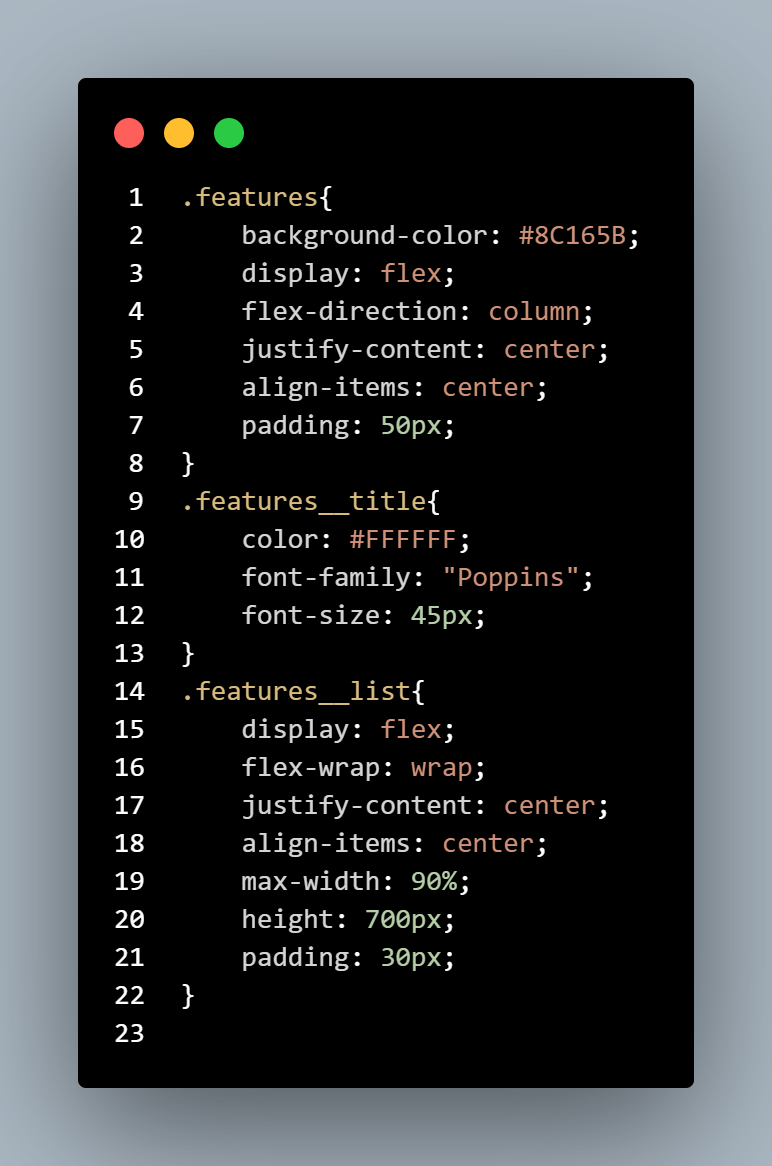 1 .features{
2     background-color: #8C165B;
3     display: flex;
4     flex-direction: column;
5     justify-content: center;
6     align-items: center;
7     padding: 50px;
8 }
9 .features__title{
10     color: #FFFFFF;
11     font-family: "Poppins";
12     font-size: 45px;
13 }
14 .features__list{
15     display: flex;
16     flex-wrap: wrap;
17     justify-content: center;
18     align-items: center;
19     max-width: 90%;
20     height: 700px;
21     padding: 30px;
22 }
23